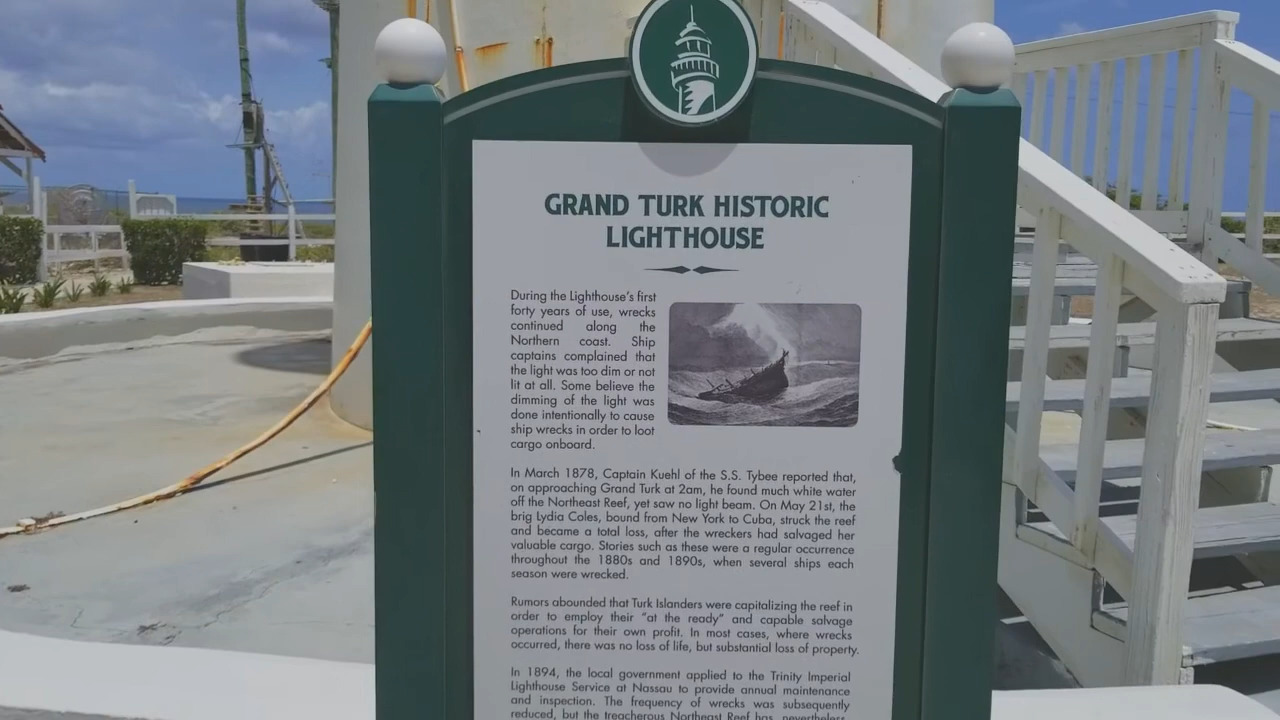 GRAND TURK HISTORIC
LIGHTHOUSE
During the Lighthouse's first
forty years of use, wrecks
continued along the
Northern coast. Ship
captains complained that
the light was too dim or not
lit at all. Some believe the
dimming of the light was
done intentionally to cause
ship wrecks in order to loot
cargo onboard.
In March 1878, Captain Kuehl of the S.S. Tybee reported that,
on approaching Grand Turk at 2am, he found much white water
off the Northeast Reef, yet saw no light beam. On May 21st, the
brig Lydia Coles, bound from New York to Cuba, struck the reef
and became a total loss, after the wreckers had salvaged her
valuable cargo. Stories such as these were a regular occurrence
throughout the 1880s and 1890s, when several ships each
season were wrecked.
Rumors abounded that Turk Islanders were capitalizing the reef in
order to employ their "at the ready" and capable salvage
operations for their own profit. In most cases, where wrecks
occurred, there was no loss of life, but substantial loss of property.
In 1894, the local government applied to the Trinity Imperial
Lighthouse Service at Nassau to provide annual maintenance
and inspection. The frequency of wrecks was subsequently
reduced, but the treacherous Northeast Reef has, nevertheless,